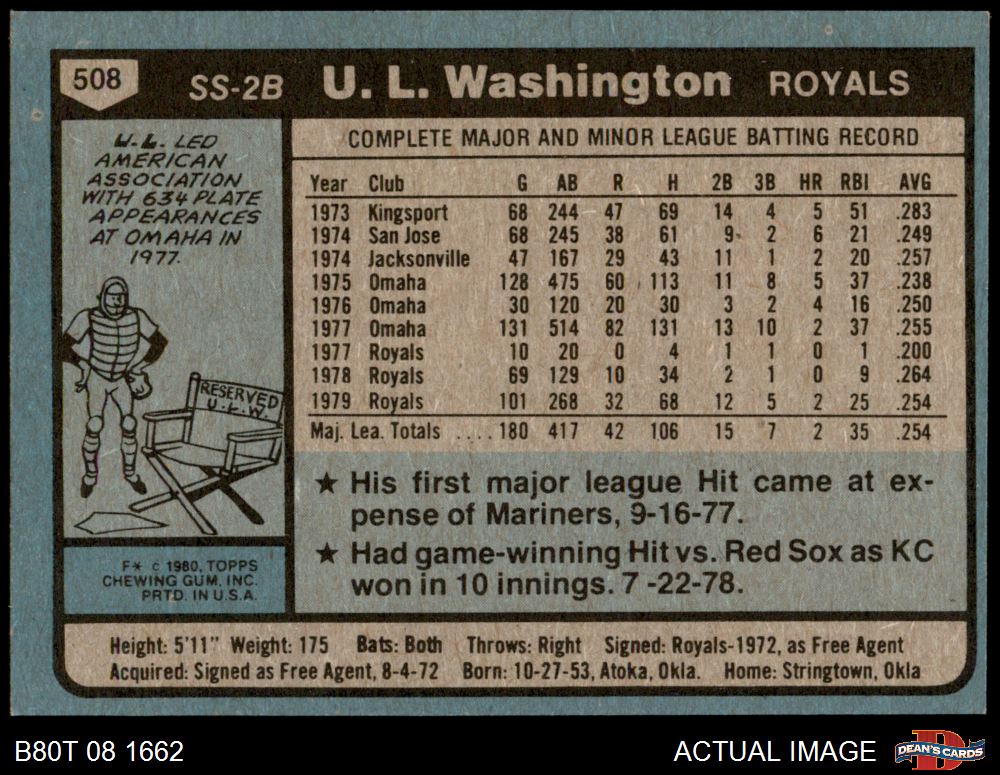 508 SS-2B U. L. Washington ROYALS
U.L. LED
AMERICAN
ASSOCIATION
WITH 634 PLATE
APPEARANCES
AT OMAHA IN
1977.
RESERVED
U.L.W.
F* © 1980, TOPPS
CHEWING GUM, INC.
PRTD. IN U.S.A.
COMPLETE MAJOR AND MINOR LEAGUE BATTING RECORD
Year Club G AB R H 2B 3B HR RBI AVG
1973 Kingsport 68 244 47 69 14 4 5 51 .283
1974 San Jose 68 245 38 61 9 2 6 21 .249
1974 Jacksonville 47 167 29 43 11 1 2 20 .257
1975 Omaha 128 475 60 113 11 8 5 37 .238
1976 Omaha 30 120 20 30 3 2 4 16 .250
1977 Omaha 131 514 82 131 13 10 2 37 .255
1977 Royals 10 20 0 4 1 1 0 1 .200
1978 Royals 69 129 10 34 2 1 0 9 .264
1979 Royals 101 268 32 68 12 5 2 25 .254
Maj. Lea. Totals .... 180 417 42 106 15 7 2 35 .254
★ His first major league Hit came at ex-
pense of Mariners, 9-16-77.
★ Had game-winning Hit vs. Red Sox as KC
won in 10 innings. 7 -22-78.
Height: 5'11" Weight: 175 Bats: Both Throws: Right Signed: Royals-1972, as Free Agent
Acquired: Signed as Free Agent, 8-4-72 Born: 10-27-53, Atoka, Okla. Home: Stringtown, Okla
B80T 08 1662 ACTUAL IMAGE DEAN'S CARDS